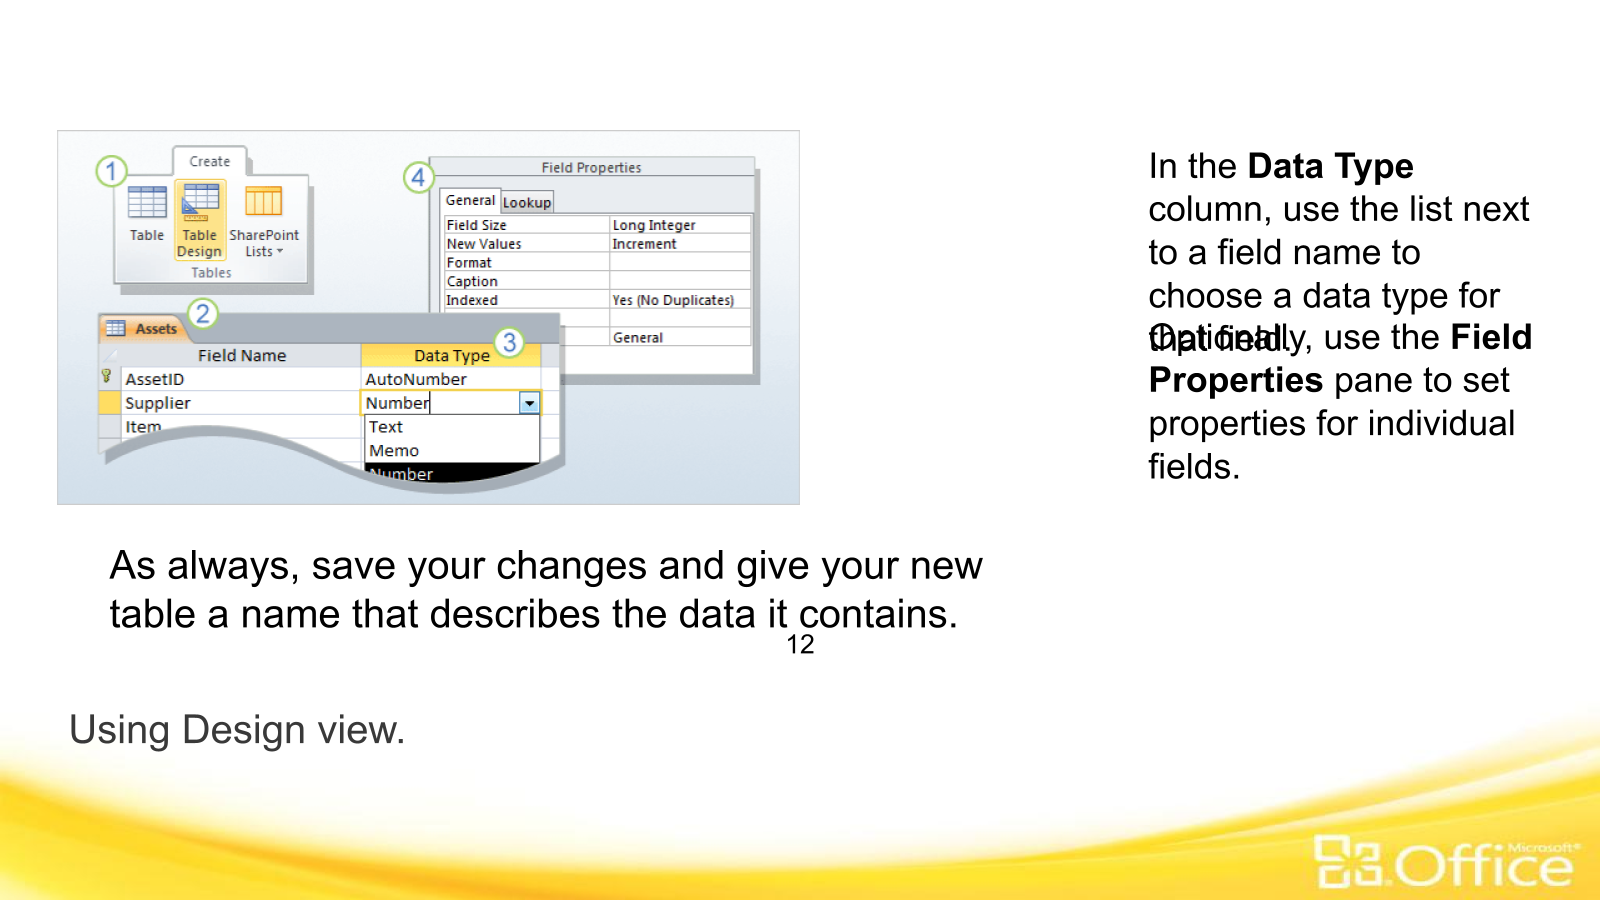 1
Create
Table
Table
Design
SharePoint
Lists
Tables
4
Field Properties
General Lookup
Field Size Long Integer
New Values Increment
Format
Caption
Indexed Yes (No Duplicates)
General
2
Assets
3
Field Name Data Type
AssetID AutoNumber
Supplier Number
Item
Text
Memo
Number
In the Data Type
column, use the list next
to a field name to
choose a data type for
that field.
Optionally, use the Field
Properties pane to set
properties for individual
fields.
As always, save your changes and give your new
table a name that describes the data it contains.
12
Using Design view.
Microsoft®
Office